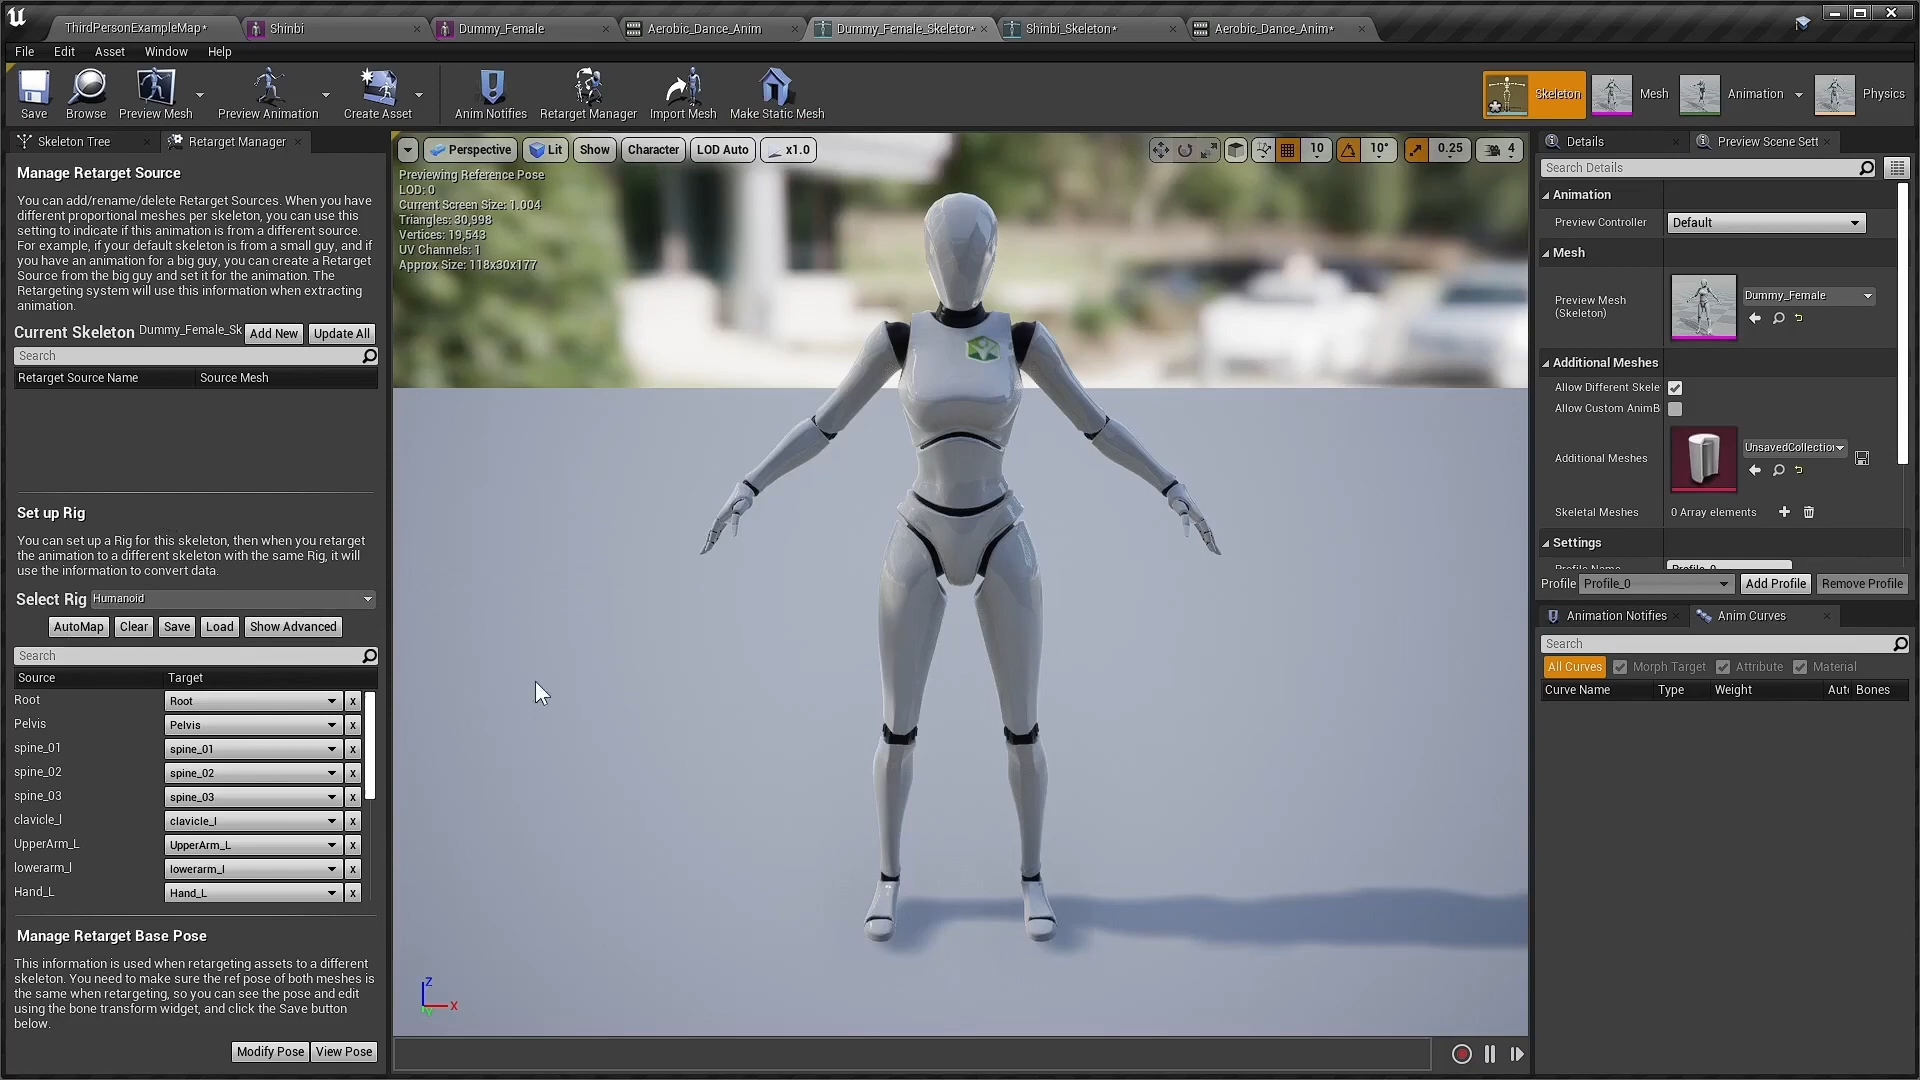 ThirdPersonExampleMap*
Shinbi
Dummy_Female
Aerobic_Dance_Anim
Dummy_Female_Skeletor*
Shinbi_Skeleton*
Aerobic_Dance_Anim*
File
Edit
Asset
Window
Help
Save
Browse
Preview Mesh
Preview Animation
Create Asset
Anim Notifies
Retarget Manager
Import Mesh
Make Static Mesh
Skeleton
Mesh
Animation
Physics
Skeleton Tree
Retarget Manager
Manage Retarget Source
You can add/rename/delete Retarget Sources. When you have
different proportional meshes per skeleton, you can use this
setting to indicate if this animation is from a different source.
For example, if your default skeleton is from a small guy, and if
you have an animation for a big guy, you can create a Retarget
Source from the big guy and set it for the animation. The
Retargeting system will use this information when extracting
animation.
Current Skeleton Dummy_Female_Sk
Add New
Update All
Search
Retarget Source Name
Source Mesh
Set up Rig
You can set up a Rig for this skeleton, then when you retarget
the animation to a different skeleton with the same Rig, it will
use the information to convert data.
Select Rig Humanoid
AutoMap
Clear
Save
Load
Show Advanced
Search
Source
Target
Root
Root
x
Pelvis
Pelvis
x
spine_01
spine_01
x
spine_02
spine_02
x
spine_03
spine_03
x
clavicle_l
clavicle_l
x
UpperArm_L
UpperArm_L
x
lowerarm_l
lowerarm_l
x
Hand_L
Hand_L
x
Manage Retarget Base Pose
This information is used when retargeting assets to a different
skeleton. You need to make sure the ref pose of both meshes is
the same when retargeting, so you can see the pose and edit
using the bone transform widget, and click the Save button
below.
Modify Pose
View Pose
Perspective
Lit
Show
Character
LOD Auto
x1.0
10
10°
0.25
4
Previewing Reference Pose
LOD: 0
Current Screen Size: 1.004
Triangles: 30,998
Vertices: 19,543
UV Channels: 1
Approx Size: 118x30x177
Z
X
Y
Details
Preview Scene Sett
Search Details
Animation
Preview Controller
Default
Mesh
Preview Mesh
(Skeleton)
Dummy_Female
Additional Meshes
Allow Different Skele
Allow Custom AnimB
Additional Meshes
UnsavedCollection
Skeletal Meshes
0 Array elements
Settings
Profile Name
Profile_0
Profile
Profile_0
Add Profile
Remove Profile
Animation Notifies
Anim Curves
Search
All Curves
Morph Target
Attribute
Material
Curve Name
Type
Weight
Aut
Bones